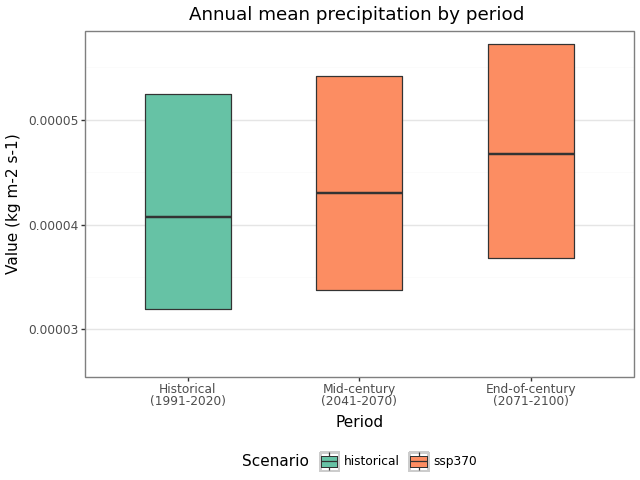 Annual mean precipitation by period
Value (kg m-2 s-1)
0.00005
0.00004
0.00003
Historical
(1991-2020)
Mid-century
(2041-2070)
End-of-century
(2071-2100)
Period
Scenario historical ssp370